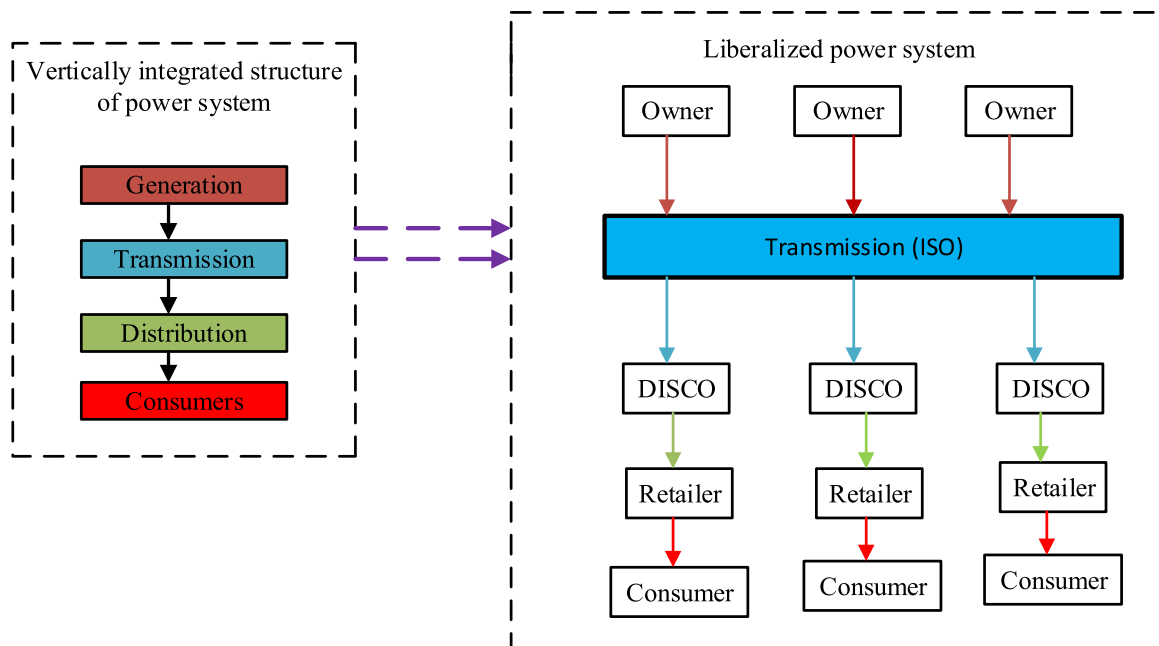 Vertically integrated structure
of power system
Generation
Transmission
Distribution
Consumers
Liberalized power system
Owner
Owner
Owner
Transmission (ISO)
DISCO
DISCO
DISCO
Retailer
Retailer
Retailer
Consumer
Consumer
Consumer